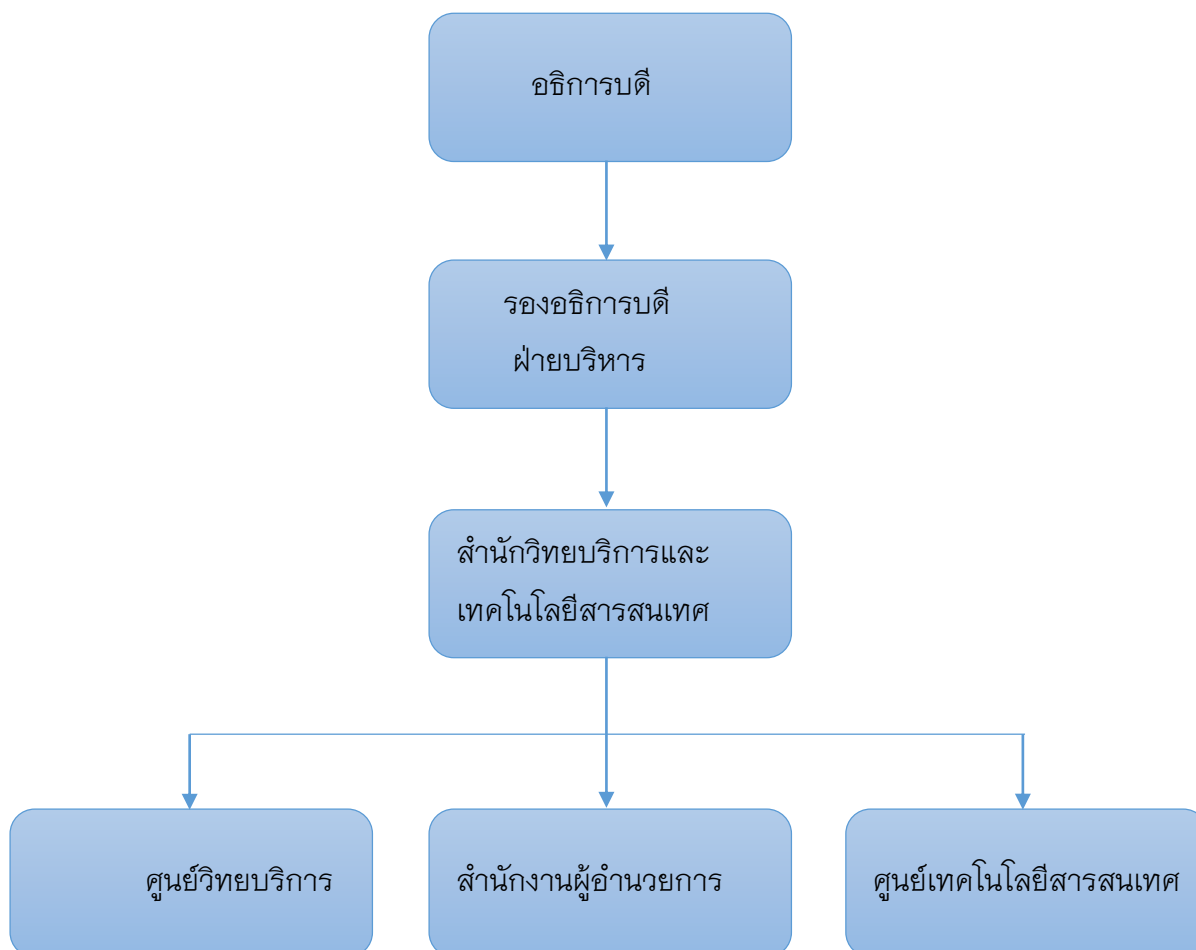 อธิการบดี
รองอธิการบดี
ฝ่ายบริหาร
สำนักวิทยบริการและ
เทคโนโลยีสารสนเทศ
ศูนย์วิทยบริการ
สำนักงานผู้อำนวยการ
ศูนย์เทคโนโลยีสารสนเทศ